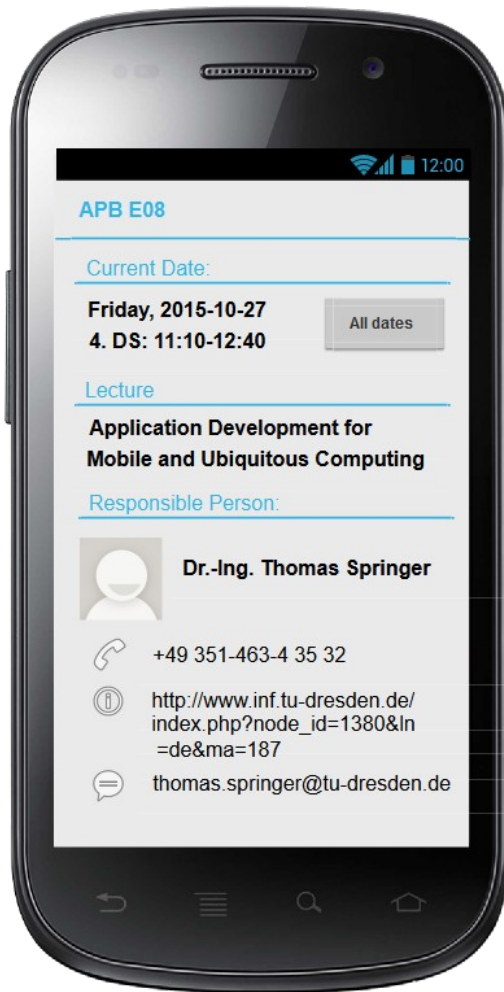 12:00
APB E08
Current Date:
Friday, 2015-10-27
4. DS: 11:10-12:40
All dates
Lecture
Application Development for
Mobile and Ubiquitous Computing
Responsible Person:
Dr.-Ing. Thomas Springer
+49 351-463-4 35 32
http://www.inf.tu-dresden.de/
index.php?node_id=1380&ln
=de&ma=187
thomas.springer@tu-dresden.de